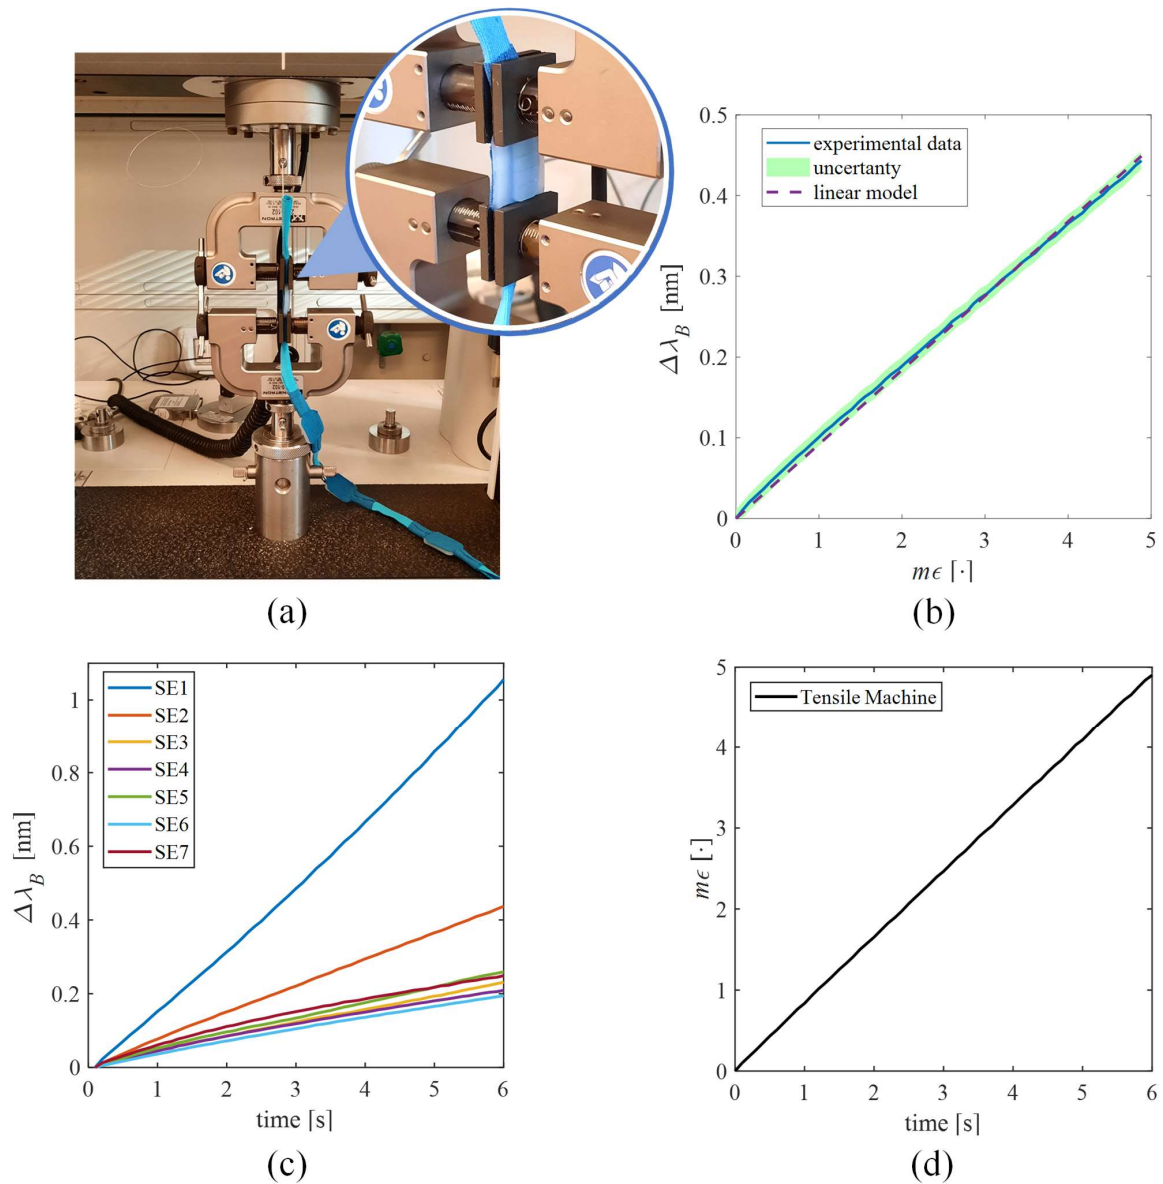 0.5
0.4
0.3
0.2
0.1
0
Δλ_B [nm]
experimental data
uncertanty
linear model
0 1 2 3 4 5
mϵ [·]
(a)
(b)
1
0.8
0.6
0.4
0.2
0
Δλ_B [nm]
SE1
SE2
SE3
SE4
SE5
SE6
SE7
0 1 2 3 4 5 6
time [s]
(c)
5
4
3
2
1
0
mϵ [·]
Tensile Machine
0 1 2 3 4 5 6
time [s]
(d)